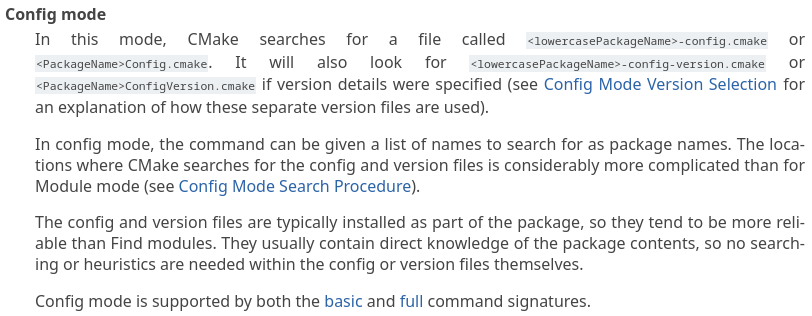 Config mode
In this mode, CMake searches for a file called <lowercasePackageName>-config.cmake or
<PackageName>Config.cmake. It will also look for <lowercasePackageName>-config-version.cmake or
<PackageName>ConfigVersion.cmake if version details were specified (see Config Mode Version Selection for
an explanation of how these separate version files are used).
In config mode, the command can be given a list of names to search for as package names. The loca-
tions where CMake searches for the config and version files is considerably more complicated than for
Module mode (see Config Mode Search Procedure).
The config and version files are typically installed as part of the package, so they tend to be more reli-
able than Find modules. They usually contain direct knowledge of the package contents, so no search-
ing or heuristics are needed within the config or version files themselves.
Config mode is supported by both the basic and full command signatures.